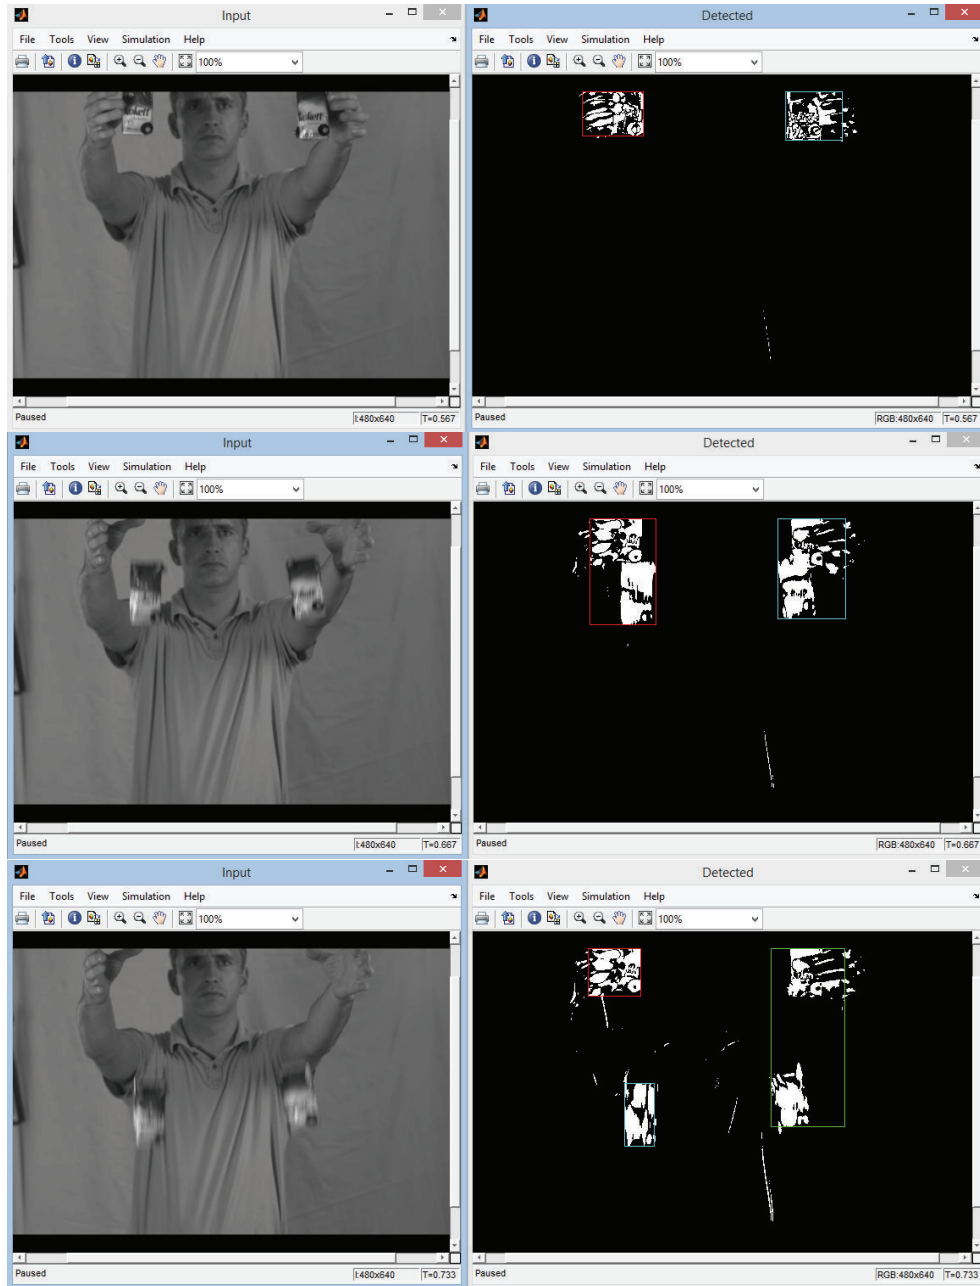 Input
File Tools View Simulation Help
100%
Paused I:480x640 T=0.567
Detected
File Tools View Simulation Help
100%
Paused RGB:480x640 T=0.567
Input
File Tools View Simulation Help
100%
Paused I:480x640 T=0.667
Detected
File Tools View Simulation Help
100%
Paused RGB:480x640 T=0.667
Input
File Tools View Simulation Help
100%
Paused I:480x640 T=0.733
Detected
File Tools View Simulation Help
100%
Paused RGB:480x640 T=0.733